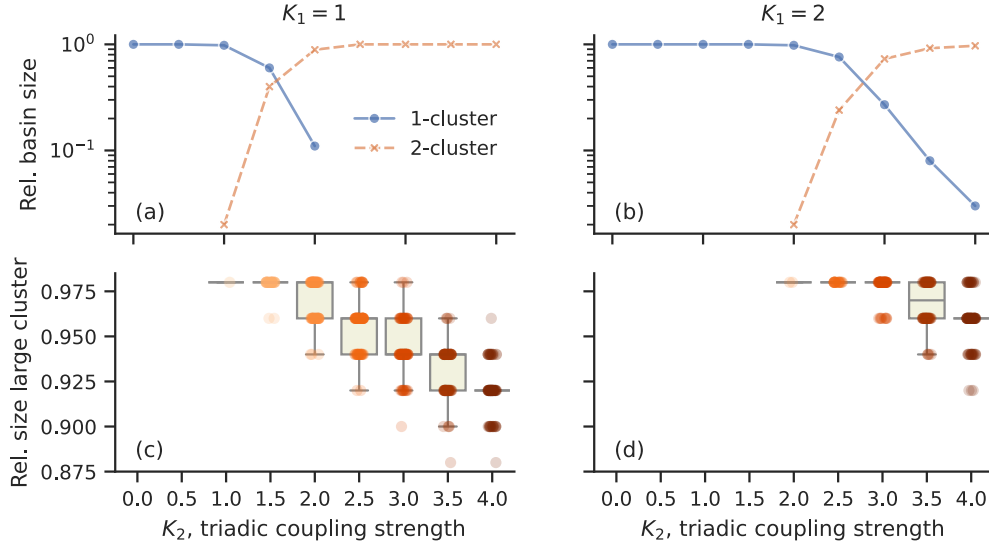 K₁ = 1
K₁ = 2
Rel. basin size
10⁰
10⁻¹
1-cluster
2-cluster
(a)
(b)
Rel. size large cluster
0.975
0.950
0.925
0.900
0.875
(c)
(d)
0.0 0.5 1.0 1.5 2.0 2.5 3.0 3.5 4.0
0.0 0.5 1.0 1.5 2.0 2.5 3.0 3.5 4.0
K₂, triadic coupling strength
K₂, triadic coupling strength